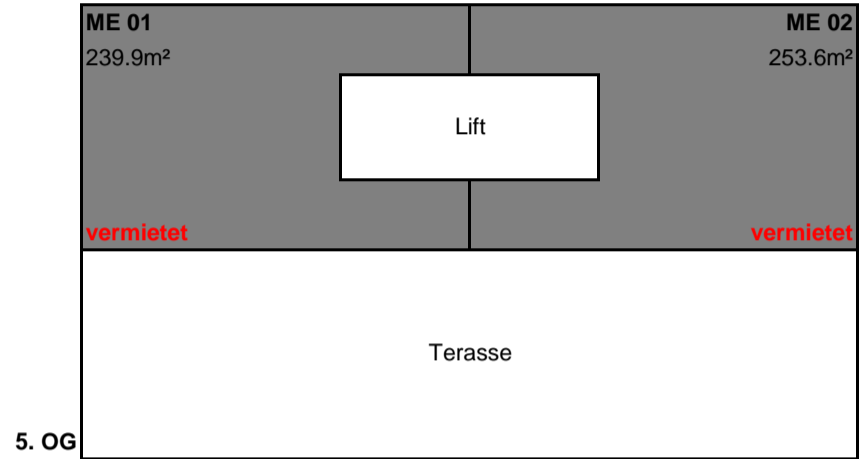 ME 01
ME 02
239.9m²
253.6m²
Lift
vermietet
vermietet
Terasse
5. OG